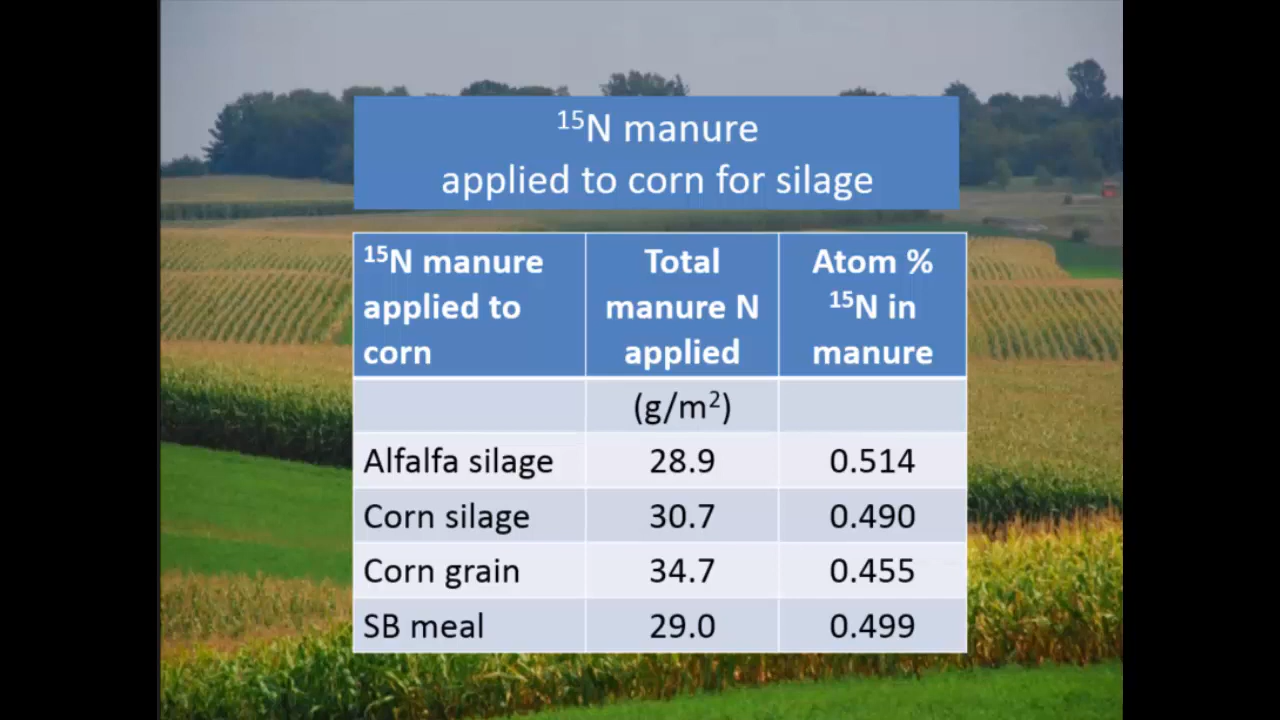 ¹⁵N manure
applied to corn for silage
¹⁵N manure applied to corn | Total manure N applied | Atom % ¹⁵N in manure
(g/m²)
Alfalfa silage 28.9 0.514
Corn silage 30.7 0.490
Corn grain 34.7 0.455
SB meal 29.0 0.499